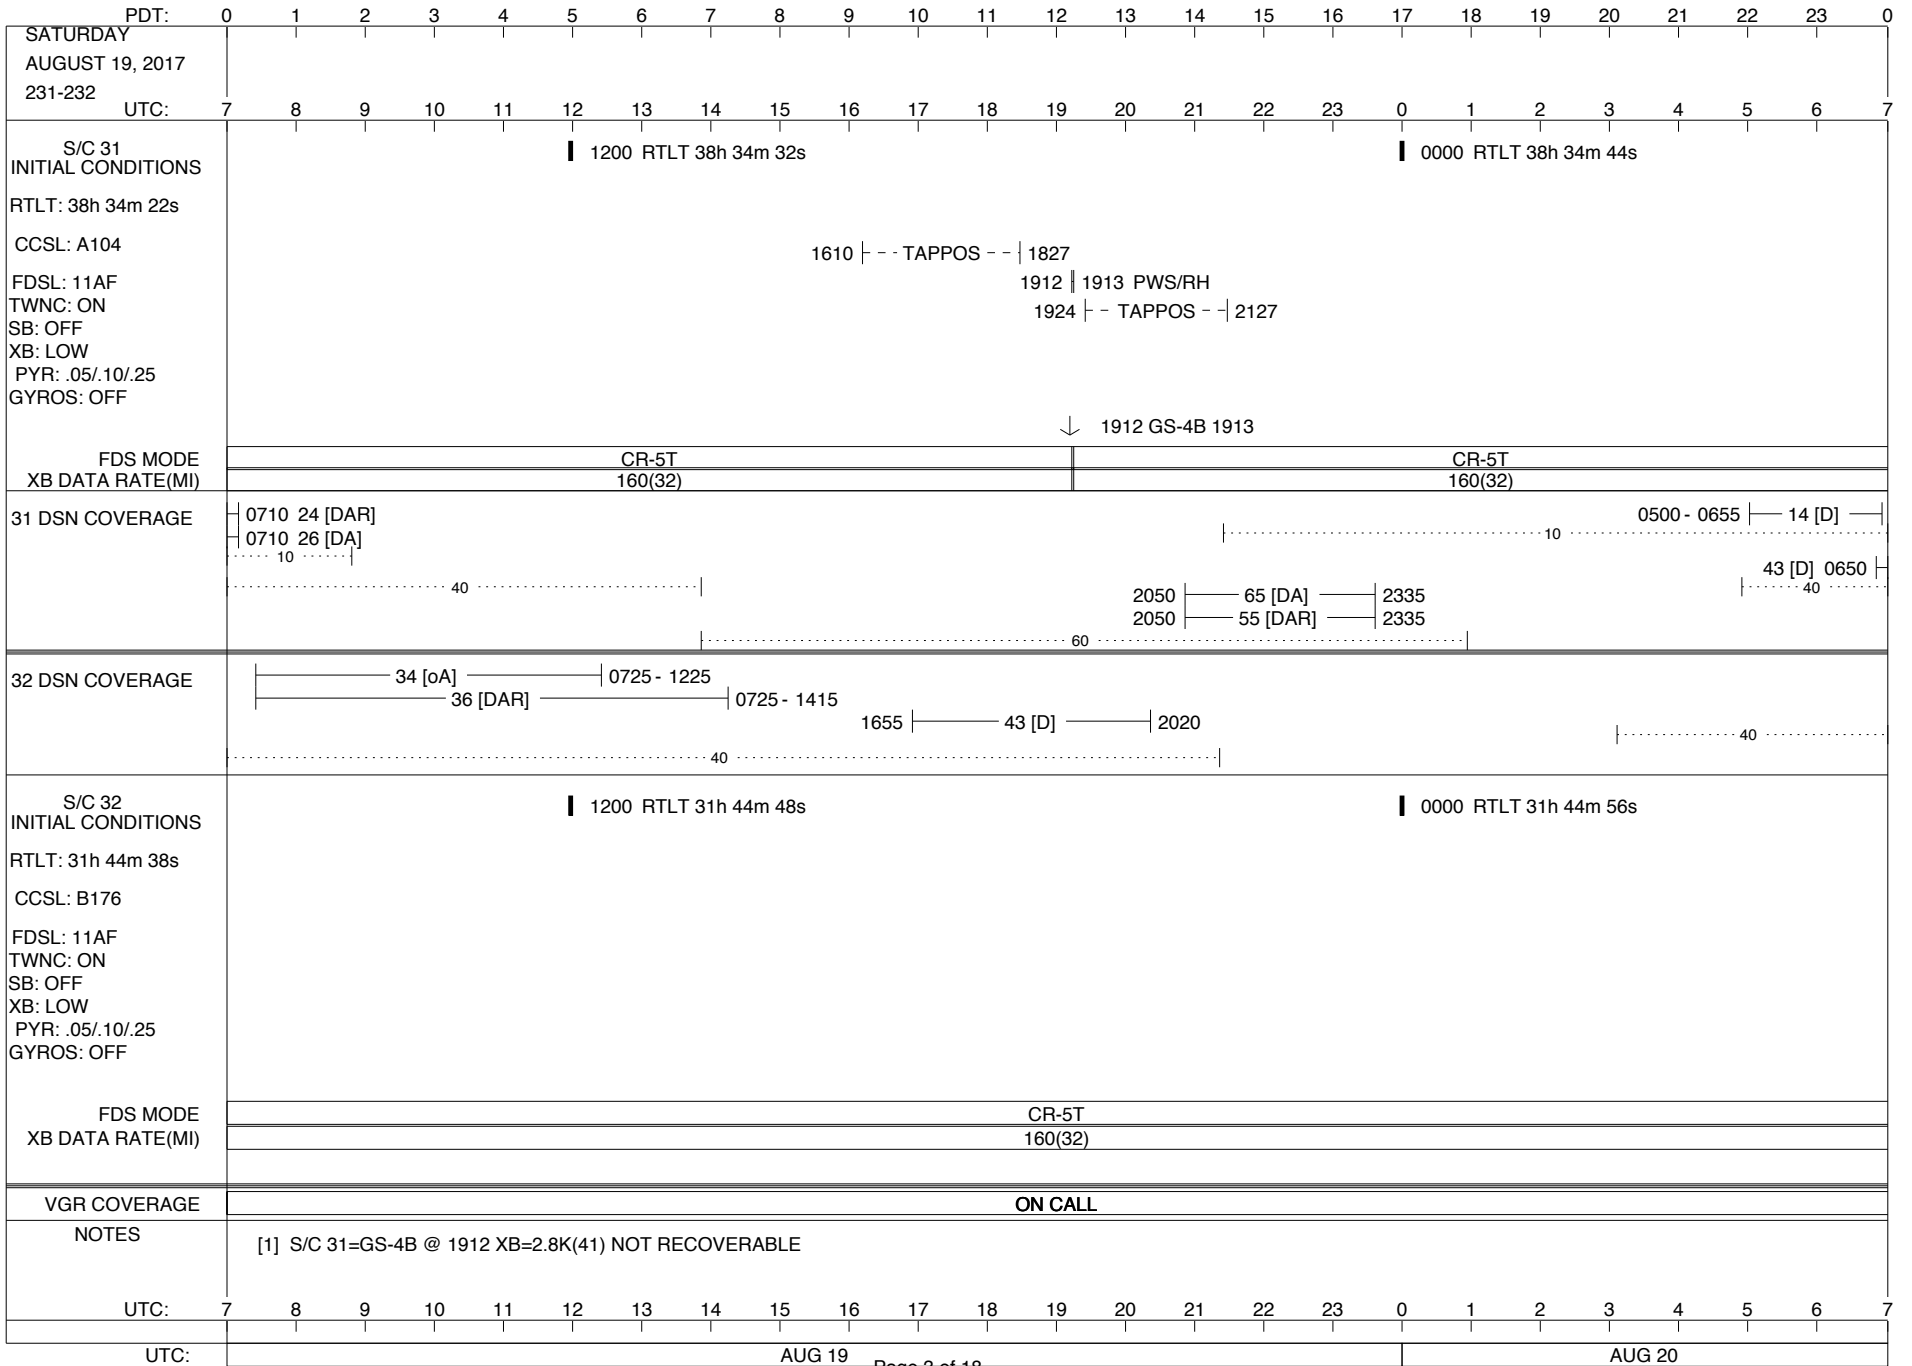 PDT: 0 1 2 3 4 5 6 7 8 9 10 11 12 13 14 15 16 17 18 19 20 21 22 23 0
SATURDAY
AUGUST 19, 2017
231-232
UTC: 7 8 9 10 11 12 13 14 15 16 17 18 19 20 21 22 23 0 1 2 3 4 5 6 7
S/C 31
INITIAL CONDITIONS
1200 RTLT 38h 34m 32s
0000 RTLT 38h 34m 44s
RTLT: 38h 34m 22s
CCSL: A104
1610 TAPPOS 1827
FDSL: 11AF
1912 1913 PWS/RH
TWNC: ON
1924 TAPPOS 2127
SB: OFF
XB: LOW
PYR: .05/.10/.25
GYROS: OFF
1912 GS-4B 1913
FDS MODE CR-5T CR-5T
XB DATA RATE(MI) 160(32) 160(32)
31 DSN COVERAGE
0710 24 [DAR]
0500 - 0655 14 [D]
0710 26 [DA]
10
10
43 [D] 0650
40
40
2050 65 [DA] 2335
2050 55 [DAR] 2335
60
32 DSN COVERAGE
34 [oA] 0725 - 1225
36 [DAR] 0725 - 1415
1655 43 [D] 2020
40
40
S/C 32
INITIAL CONDITIONS
1200 RTLT 31h 44m 48s
0000 RTLT 31h 44m 56s
RTLT: 31h 44m 38s
CCSL: B176
FDSL: 11AF
TWNC: ON
SB: OFF
XB: LOW
PYR: .05/.10/.25
GYROS: OFF
FDS MODE CR-5T
XB DATA RATE(MI) 160(32)
VGR COVERAGE ON CALL
NOTES
[1] S/C 31=GS-4B @ 1912 XB=2.8K(41) NOT RECOVERABLE
UTC: 7 8 9 10 11 12 13 14 15 16 17 18 19 20 21 22 23 0 1 2 3 4 5 6 7
UTC: AUG 19 AUG 20